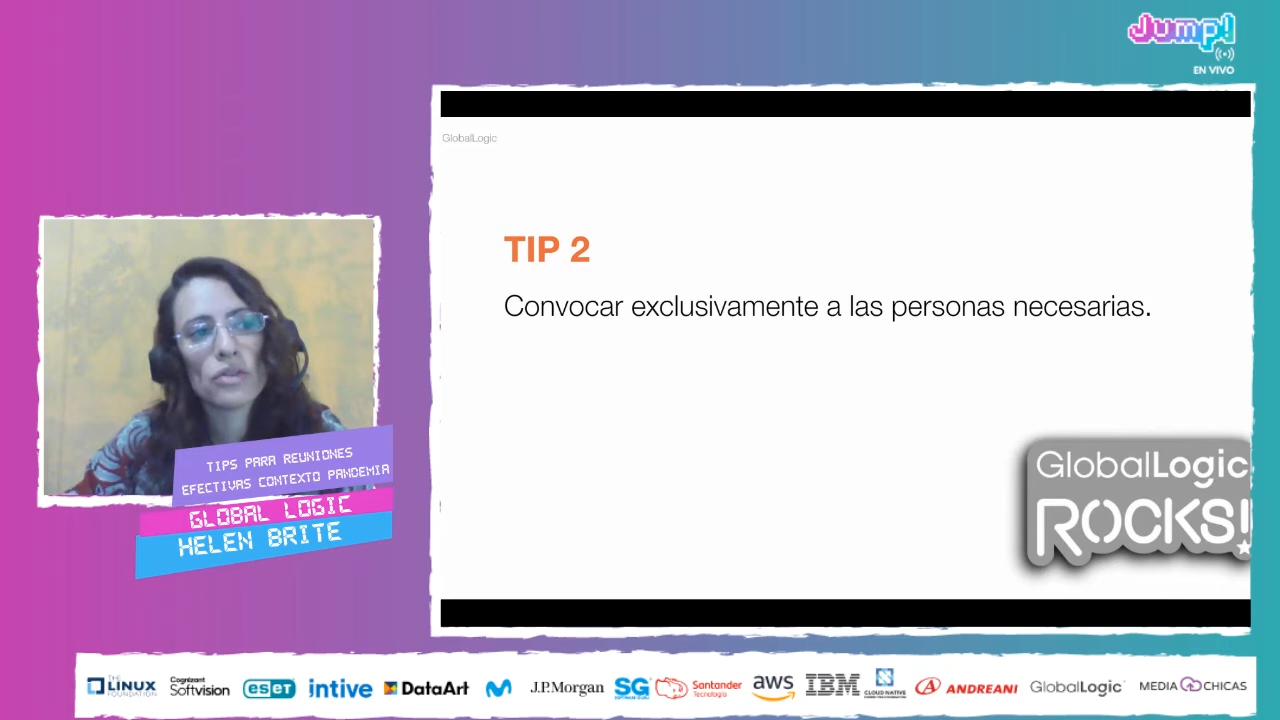 Jump!
EN VIVO
GlobalLogic
TIP 2
Convocar exclusivamente a las personas necesarias.
GlobalLogic
ROCKS!
TIPS PARA REUNIONES
EFECTIVAS CONTEXTO PANDEMIA
GLOBAL LOGIC
HELEN BRITE
THE LINUX FOUNDATION
Cognizant Softvision
eseT
intive
DataArt
J.P.Morgan
SG
Santander Tecnología
aws
IBM
CLOUD NATIVE
ANDREANI
GlobalLogic
MEDIA CHICAS